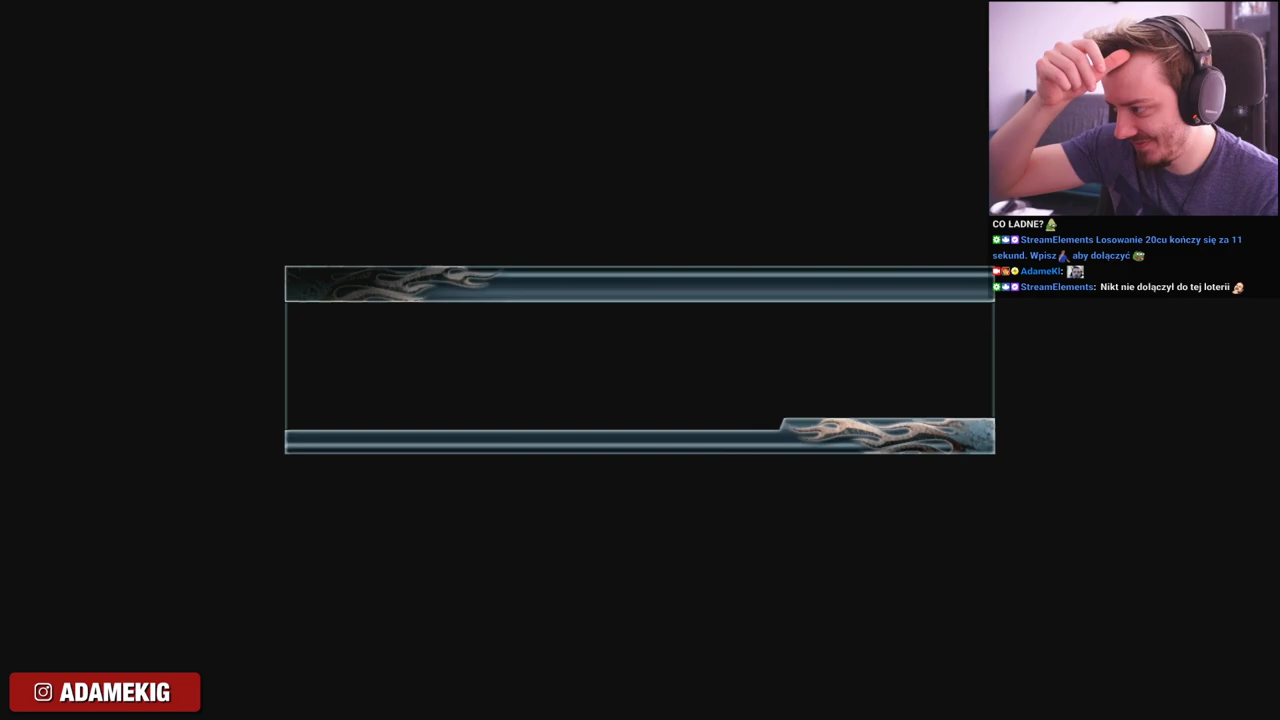 CO ŁADNE?
StreamElements Losowanie 20cu kończy się za 11
sekund. Wpisz aby dołączyć
AdameKI:
StreamElements: Nikt nie dołączył do tej loterii
ADAMEKIG